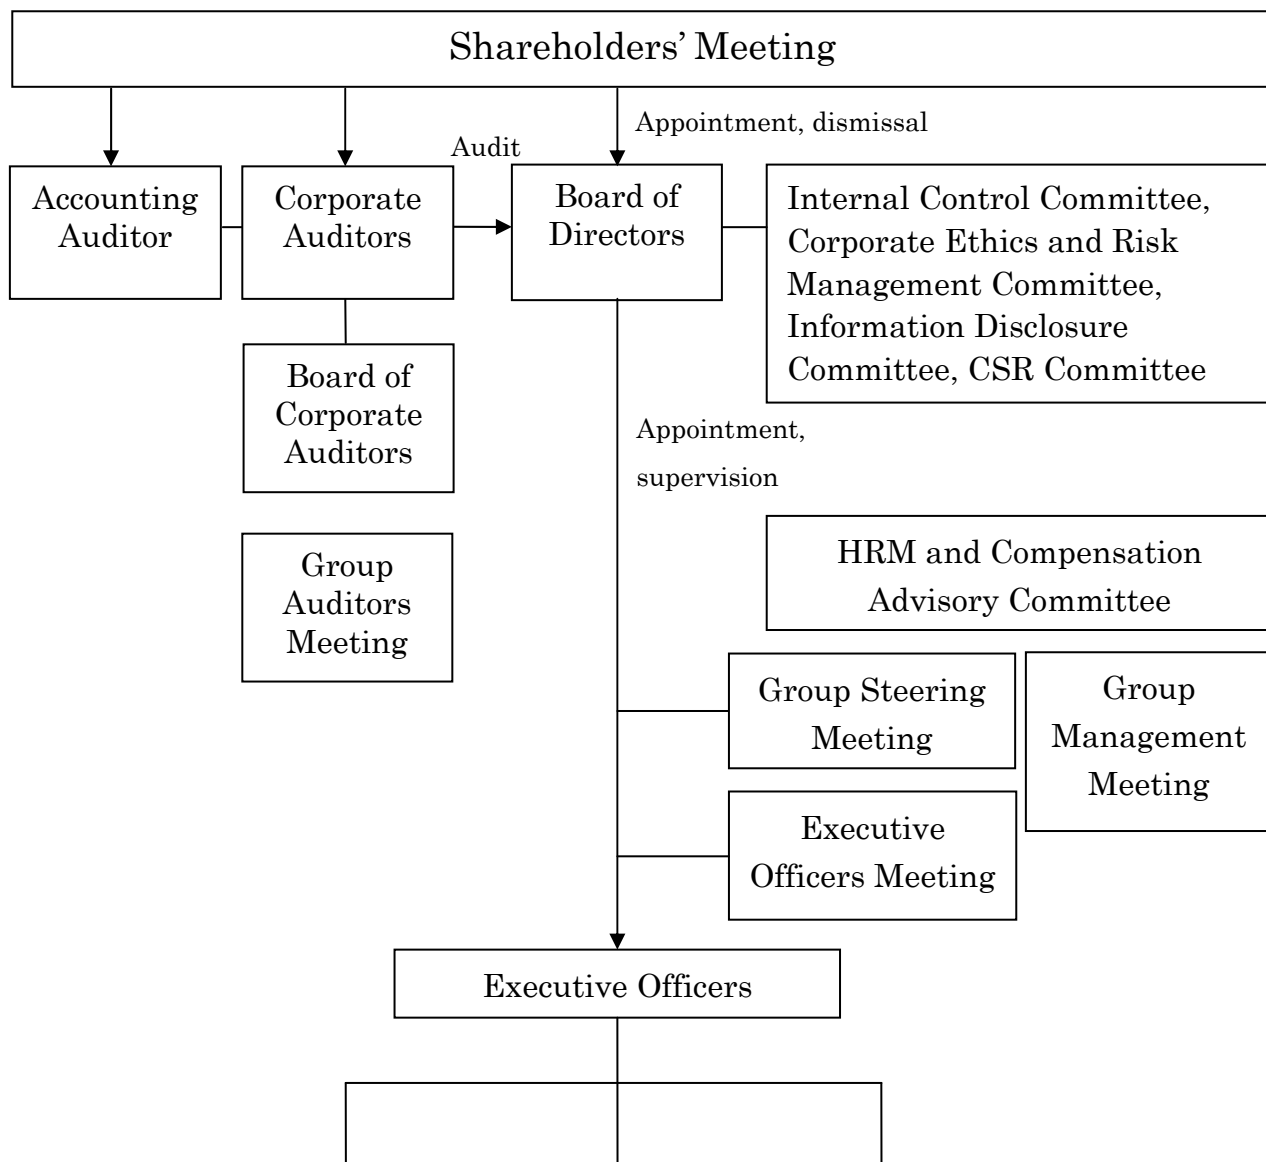 Shareholders’ Meeting
Appointment, dismissal
Audit
Accounting
Auditor
Corporate
Auditors
Board of
Directors
Internal Control Committee,
Corporate Ethics and Risk
Management Committee,
Information Disclosure
Committee, CSR Committee
Board of
Corporate
Auditors
Appointment,
supervision
Group
Auditors
Meeting
HRM and Compensation
Advisory Committee
Group Steering
Meeting
Group
Management
Meeting
Executive
Officers Meeting
Executive Officers